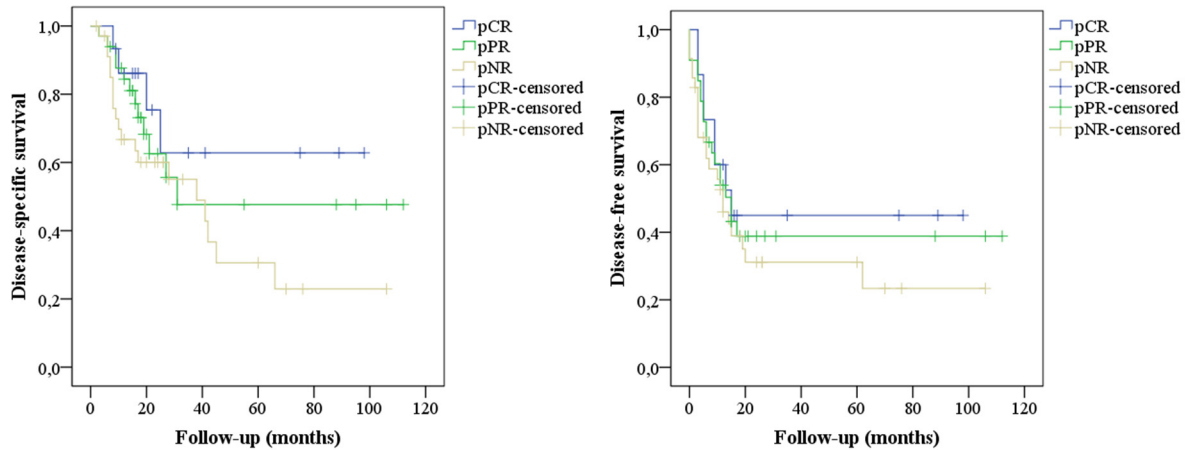 Disease-specific survival
1,0
0,8
0,6
0,4
0,2
0,0
0 20 40 60 80 100 120
Follow-up (months)
pCR
pPR
pNR
pCR-censored
pPR-censored
pNR-censored
Disease-free survival
1,0
0,8
0,6
0,4
0,2
0,0
0 20 40 60 80 100 120
Follow-up (months)
pCR
pPR
pNR
pCR-censored
pPR-censored
pNR-censored